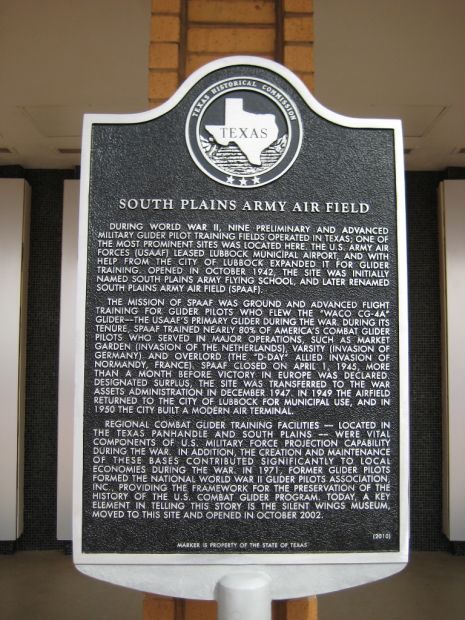 TEXAS HISTORICAL COMMISSION
TEXAS
SOUTH PLAINS ARMY AIR FIELD
DURING WORLD WAR II, NINE PRELIMINARY AND ADVANCED
MILITARY GLIDER PILOT TRAINING FIELDS OPERATED IN TEXAS; ONE OF
THE MOST PROMINENT SITES WAS LOCATED HERE. THE U.S. ARMY AIR
FORCES (USAAF) LEASED LUBBOCK MUNICIPAL AIRPORT, AND WITH
HELP FROM THE CITY OF LUBBOCK EXPANDED IT FOR GLIDER
TRAINING. OPENED IN OCTOBER 1942, THE SITE WAS INITIALLY
NAMED SOUTH PLAINS ARMY FLYING SCHOOL, AND LATER RENAMED
SOUTH PLAINS ARMY AIR FIELD (SPAAF).
THE MISSION OF SPAAF WAS GROUND AND ADVANCED FLIGHT
TRAINING FOR GLIDER PILOTS WHO FLEW THE "WACO CG-4A"
GLIDER— THE USAAF'S PRIMARY GLIDER DURING THE WAR. DURING ITS
TENURE, SPAAF TRAINED NEARLY 80% OF AMERICA'S COMBAT GLIDER
PILOTS WHO SERVED IN MAJOR OPERATIONS, SUCH AS MARKET
GARDEN (INVASION OF THE NETHERLANDS), VARSITY (INVASION OF
GERMANY), AND OVERLORD (THE "D-DAY" ALLIED INVASION OF
NORMANDY, FRANCE). SPAAF CLOSED ON APRIL 1, 1945, MORE
THAN A MONTH BEFORE VICTORY IN EUROPE WAS DECLARED.
DESIGNATED SURPLUS, THE SITE WAS TRANSFERRED TO THE WAR
ASSETS ADMINISTRATION IN DECEMBER 1947. IN 1949 THE AIRFIELD
RETURNED TO THE CITY OF LUBBOCK FOR MUNICIPAL USE, AND IN
1950 THE CITY BUILT A MODERN AIR TERMINAL.
REGIONAL COMBAT GLIDER TRAINING FACILITIES — LOCATED IN
THE TEXAS PANHANDLE AND SOUTH PLAINS — WERE VITAL
COMPONENTS OF U.S. MILITARY FORCE PROJECTION CAPABILITY
DURING THE WAR. IN ADDITION, THE CREATION AND MAINTENANCE
OF THESE BASES CONTRIBUTED SIGNIFICANTLY TO LOCAL
ECONOMIES DURING THE WAR. IN 1971, FORMER GLIDER PILOTS
FORMED THE NATIONAL WORLD WAR II GLIDER PILOTS ASSOCIATION,
INC., PROVIDING THE FRAMEWORK FOR THE PRESERVATION OF THE
HISTORY OF THE U.S. COMBAT GLIDER PROGRAM. TODAY, A KEY
ELEMENT IN TELLING THIS STORY IS THE SILENT WINGS MUSEUM,
MOVED TO THIS SITE AND OPENED IN OCTOBER 2002.
(2010)
MARKER IS PROPERTY OF THE STATE OF TEXAS